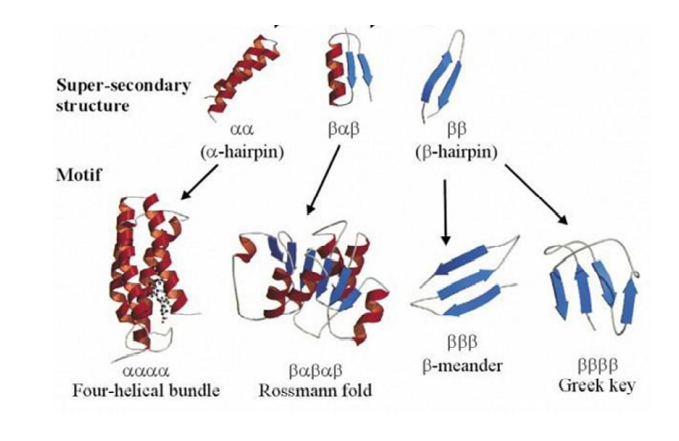 Super-secondary
structure
αα
(α-hairpin)
βαβ
ββ
(β-hairpin)
Motif
αααα
Four-helical bundle
βαβαβ
Rossmann fold
βββ
β-meander
ββββ
Greek key